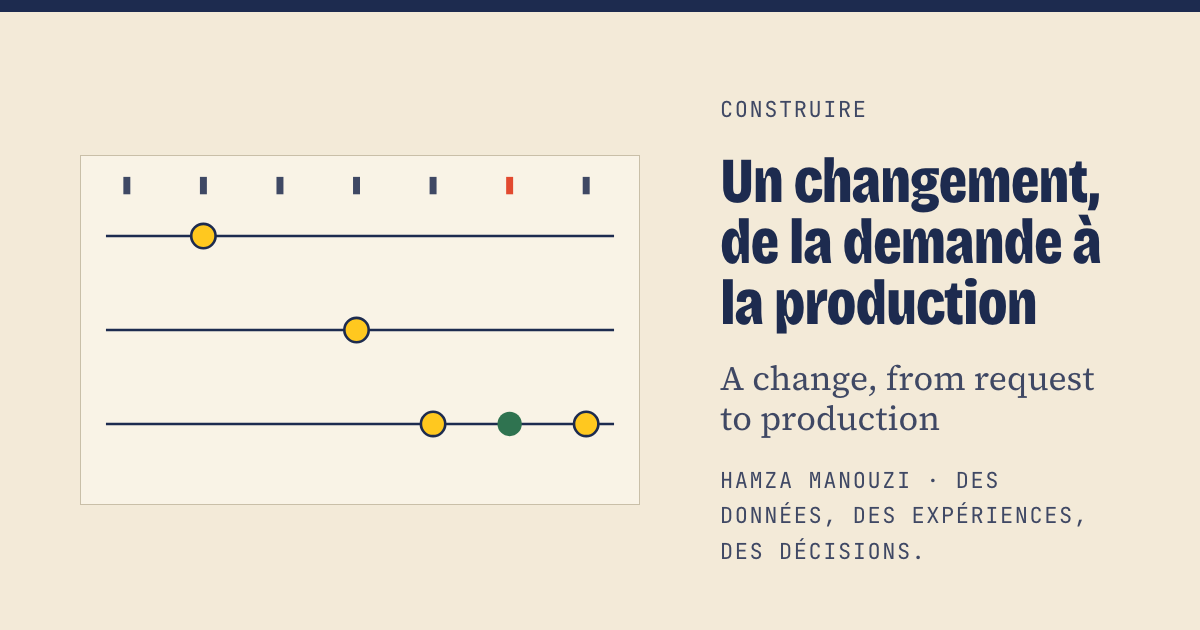 CONSTRUIRE
Un changement,
de la demande à
la production
A change, from request
to production
HAMZA MANOUZI · DES
DONNÉES, DES EXPÉRIENCES,
DES DÉCISIONS.